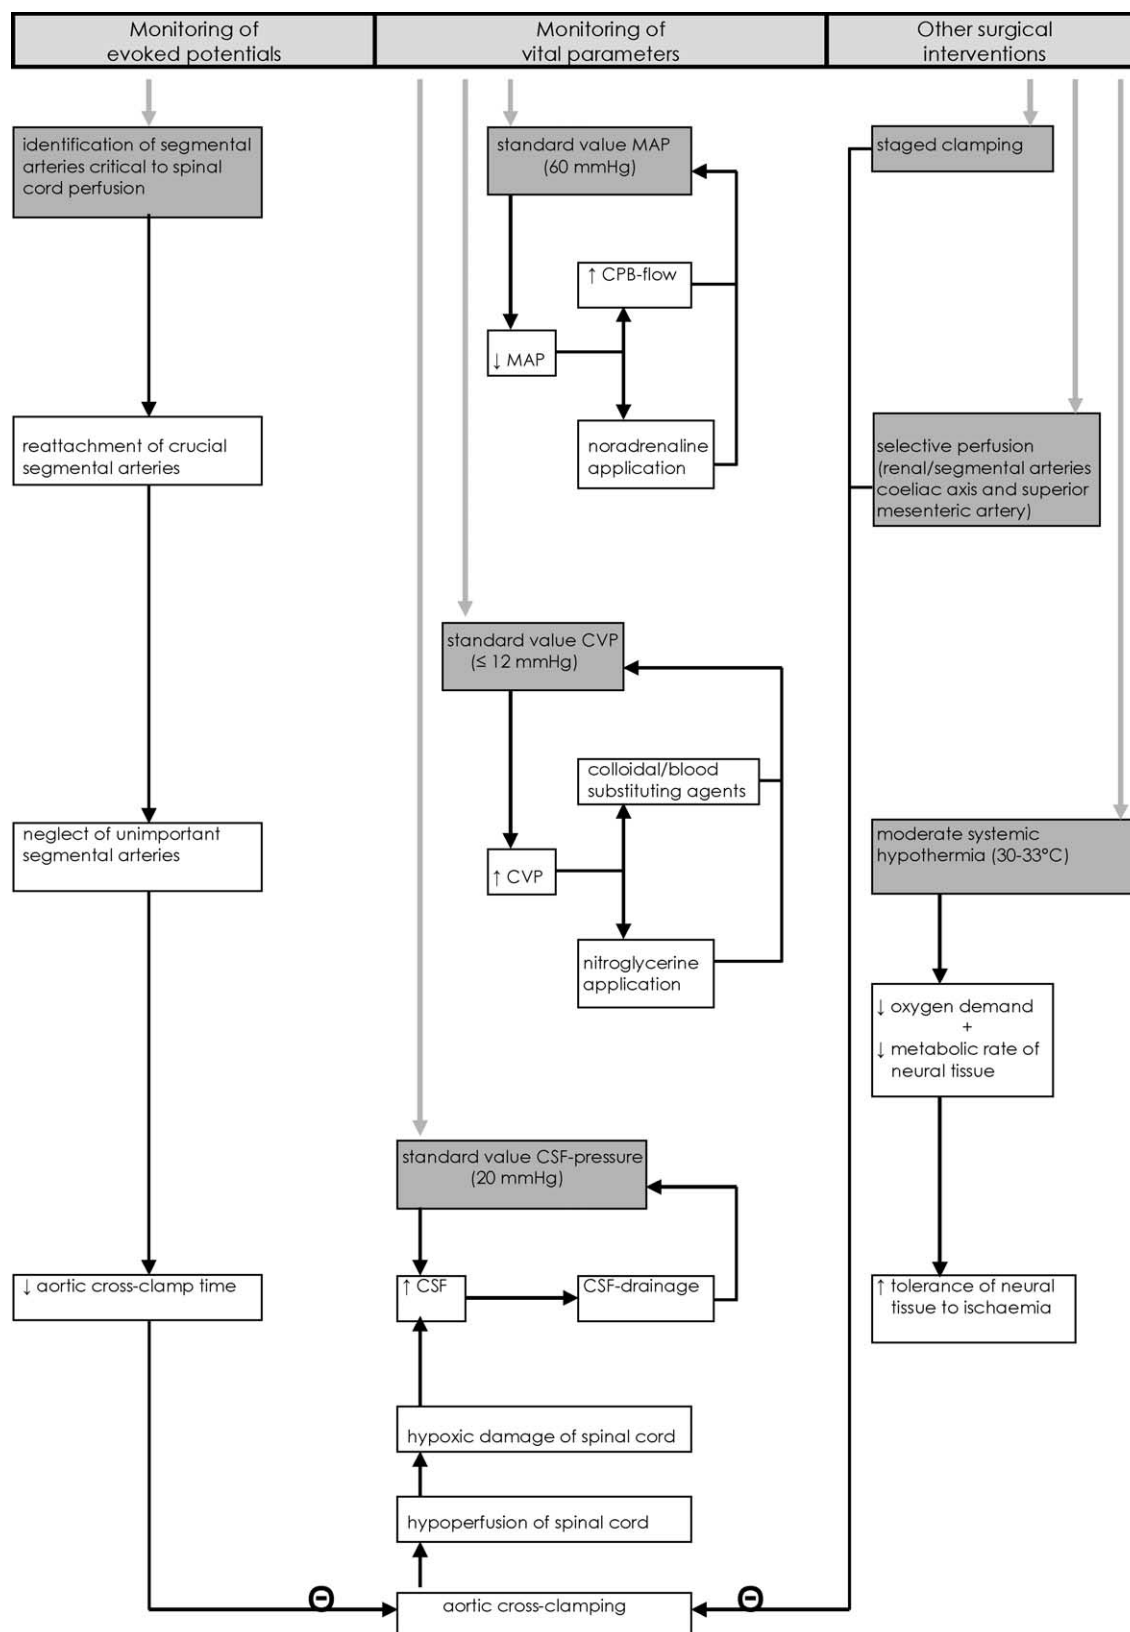 Monitoring of
evoked potentials
Monitoring of
vital parameters
Other surgical
interventions
identification of segmental
arteries critical to spinal
cord perfusion
reattachment of crucial
segmental arteries
neglect of unimportant
segmental arteries
↓ aortic cross-clamp time
standard value MAP
(60 mmHg)
↑ CPB-flow
↓ MAP
noradrenaline
application
standard value CVP
(≤ 12 mmHg)
colloidal/blood
substituting agents
↑ CVP
nitroglycerine
application
standard value CSF-pressure
(20 mmHg)
↑ CSF
CSF-drainage
hypoxic damage of spinal cord
hypoperfusion of spinal cord
aortic cross-clamping
⊖
⊖
staged clamping
selective perfusion
(renal/segmental arteries
coeliac axis and superior
mesenteric artery)
moderate systemic
hypothermia (30-33°C)
↓ oxygen demand
+
↓ metabolic rate of
neural tissue
↑ tolerance of neural
tissue to ischaemia